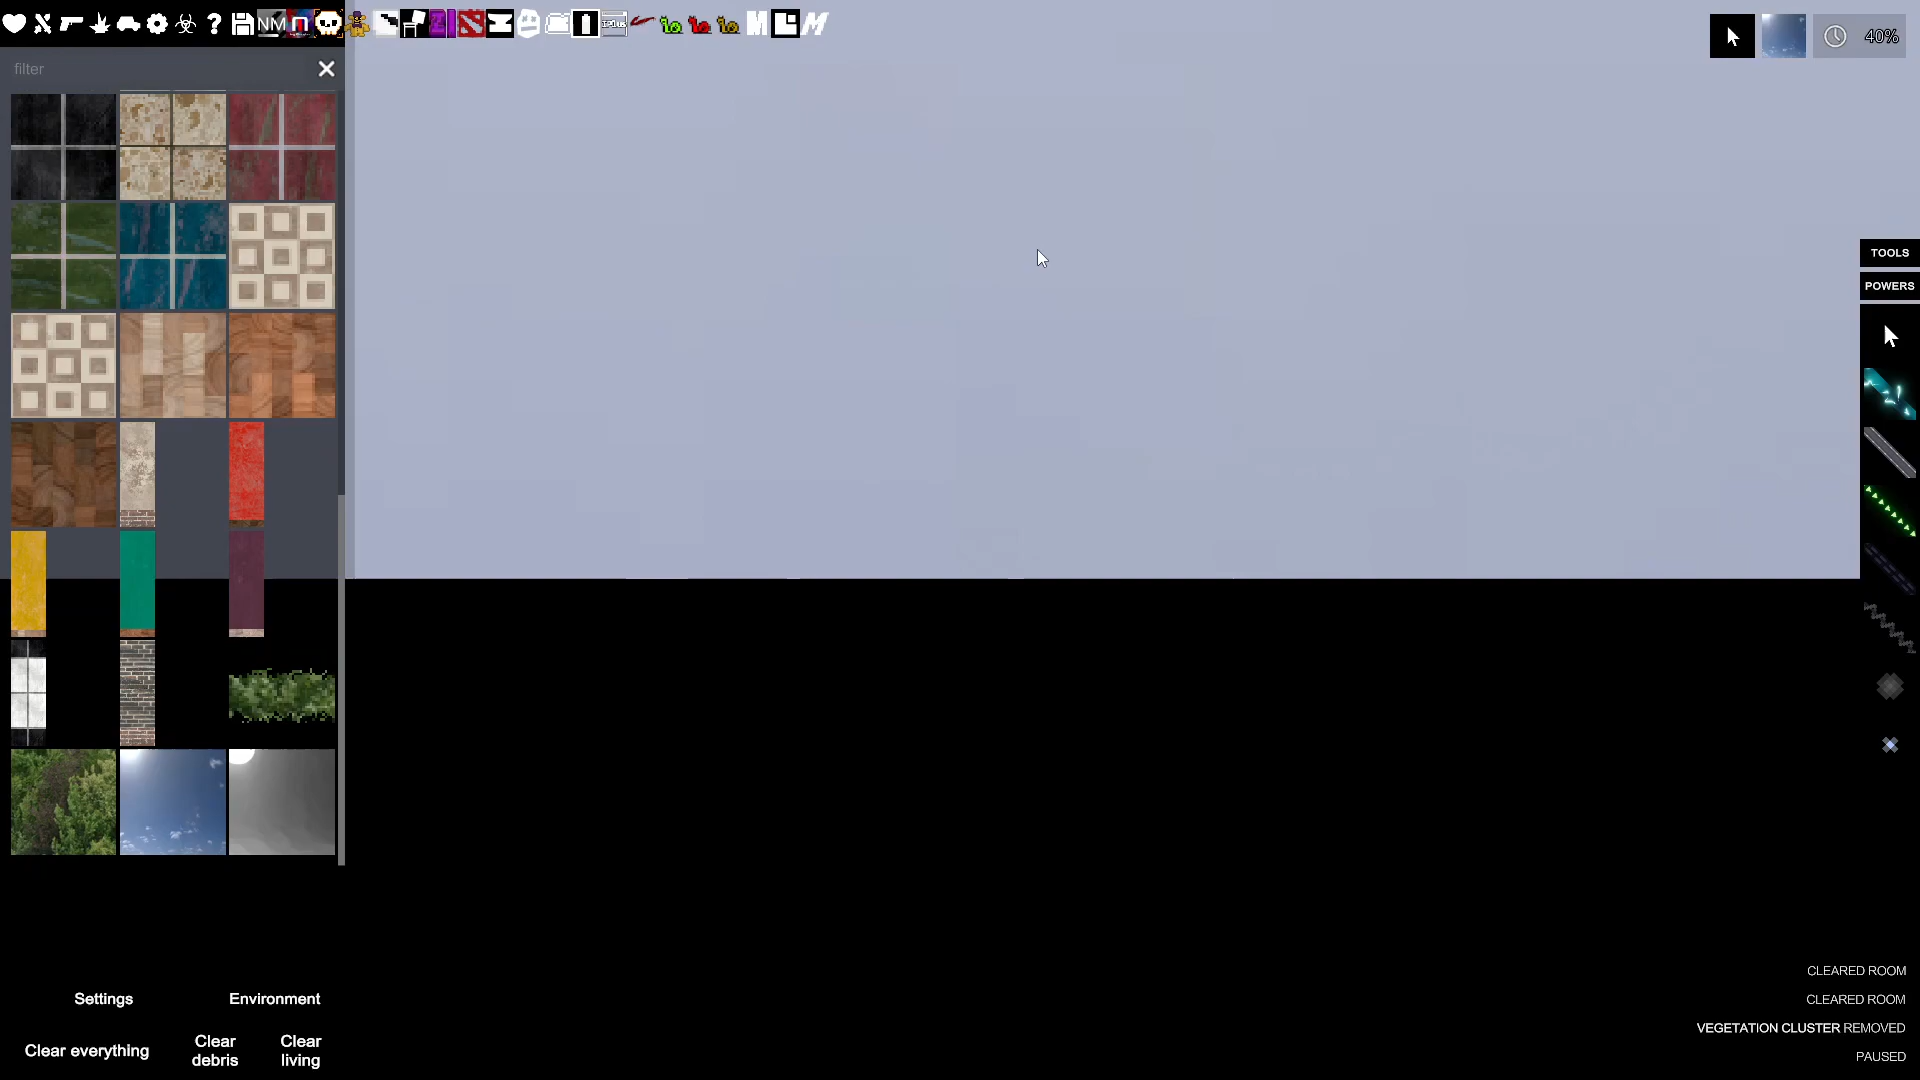 NM
filter
40%
TOOLS
POWERS
CLEARED ROOM
CLEARED ROOM
VEGETATION CLUSTER REMOVED
PAUSED
Settings
Environment
Clear everything
Clear
debris
Clear
living